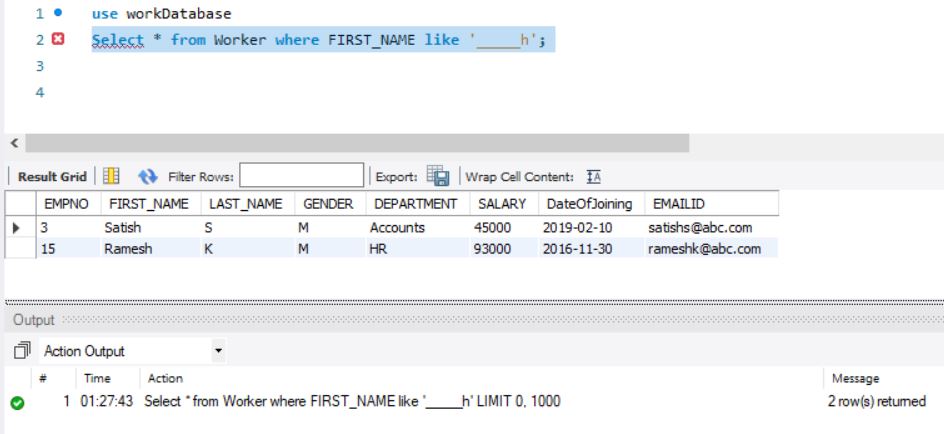 1 use workDatabase
2 Select * from Worker where FIRST_NAME like '_____h';
3
4
Result Grid Filter Rows: Export: Wrap Cell Content: IA
EMPNO FIRST_NAME LAST_NAME GENDER DEPARTMENT SALARY DateOfJoining EMAILID
3 Satish S M Accounts 45000 2019-02-10 satishs@abc.com
15 Ramesh K M HR 93000 2016-11-30 rameshk@abc.com
Output
Action Output
# Time Action Message
1 01:27:43 Select * from Worker where FIRST_NAME like '_____h' LIMIT 0, 1000 2 row(s) returned